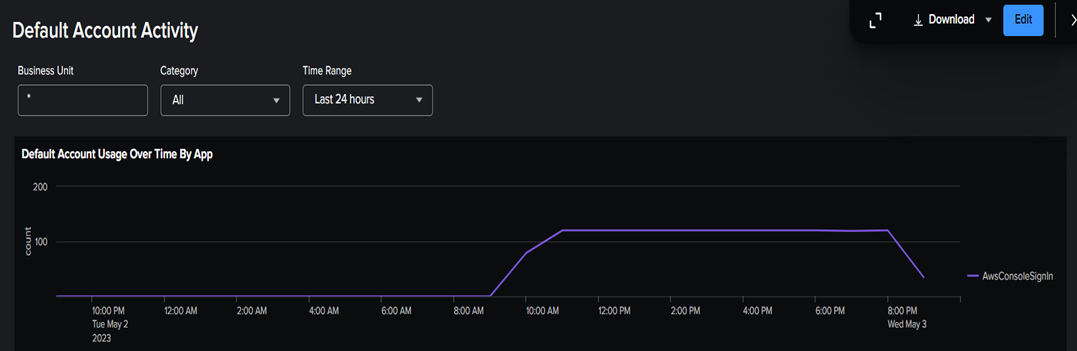 Default Account Activity
Download
Edit
Business Unit
Category
Time Range
*
All
Last 24 hours
Default Account Usage Over Time By App
200
100
count
AwsConsoleSignIn
10:00 PM
Tue May 2
2023
12:00 AM
2:00 AM
4:00 AM
6:00 AM
8:00 AM
10:00 AM
12:00 PM
2:00 PM
4:00 PM
6:00 PM
8:00 PM
Wed May 3